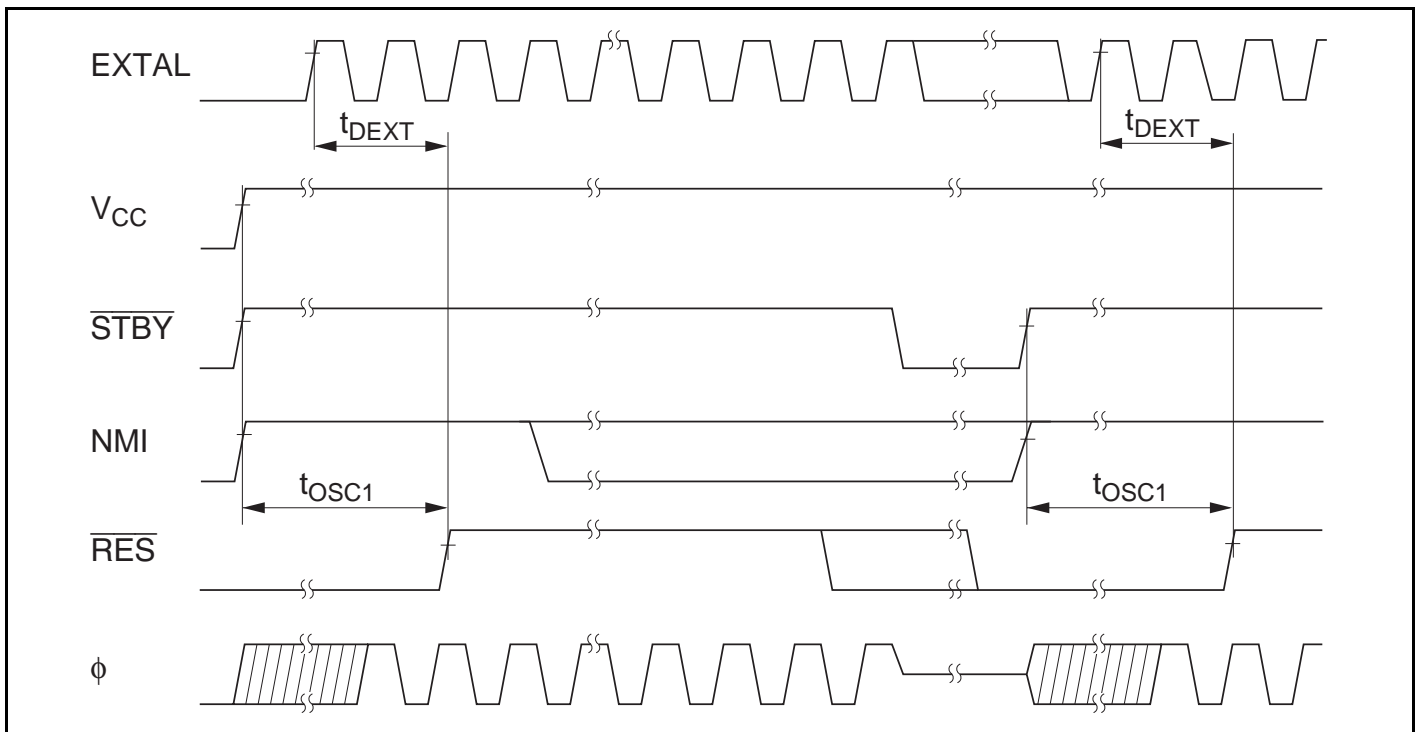 EXTAL
tDEXT
tDEXT
VCC
STBY
NMI
tOSC1
tOSC1
RES
ϕ